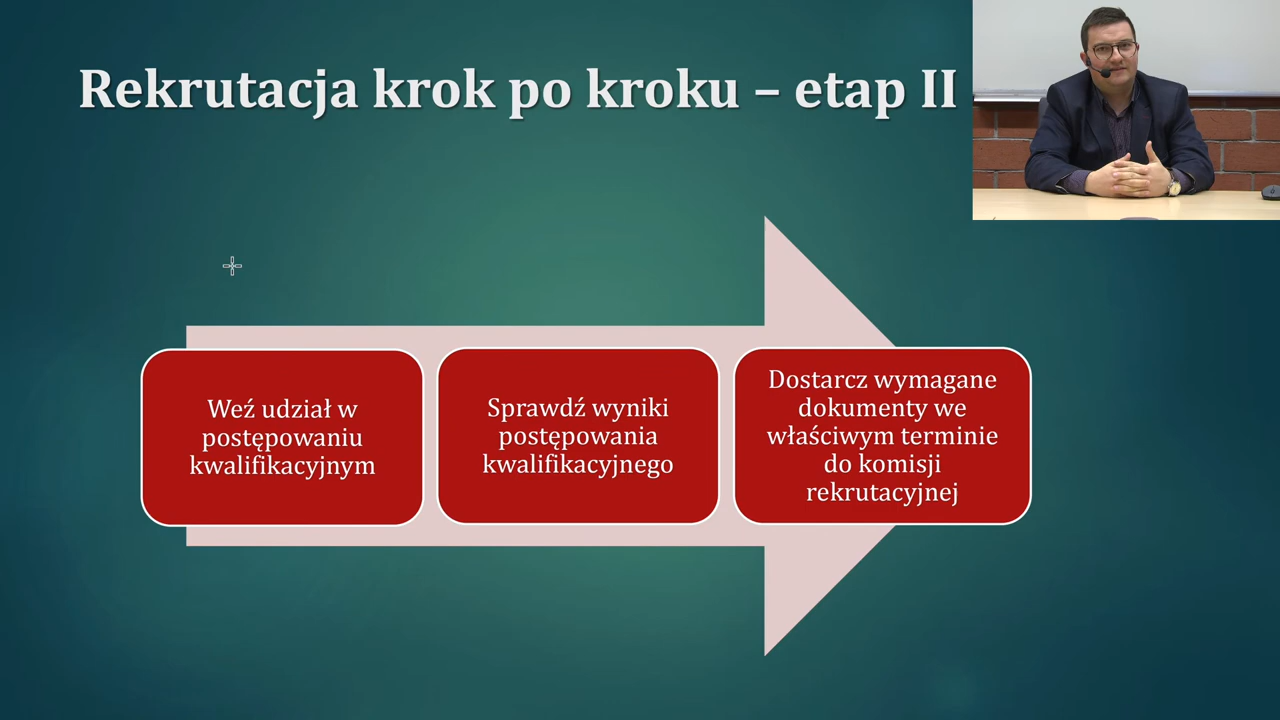 Rekrutacja krok po kroku – etap II
Weź udział w
postępowaniu
kwalifikacyjnym
Sprawdź wyniki
postępowania
kwalifikacyjnego
Dostarcz wymagane
dokumenty we
właściwym terminie
do komisji
rekrutacyjnej